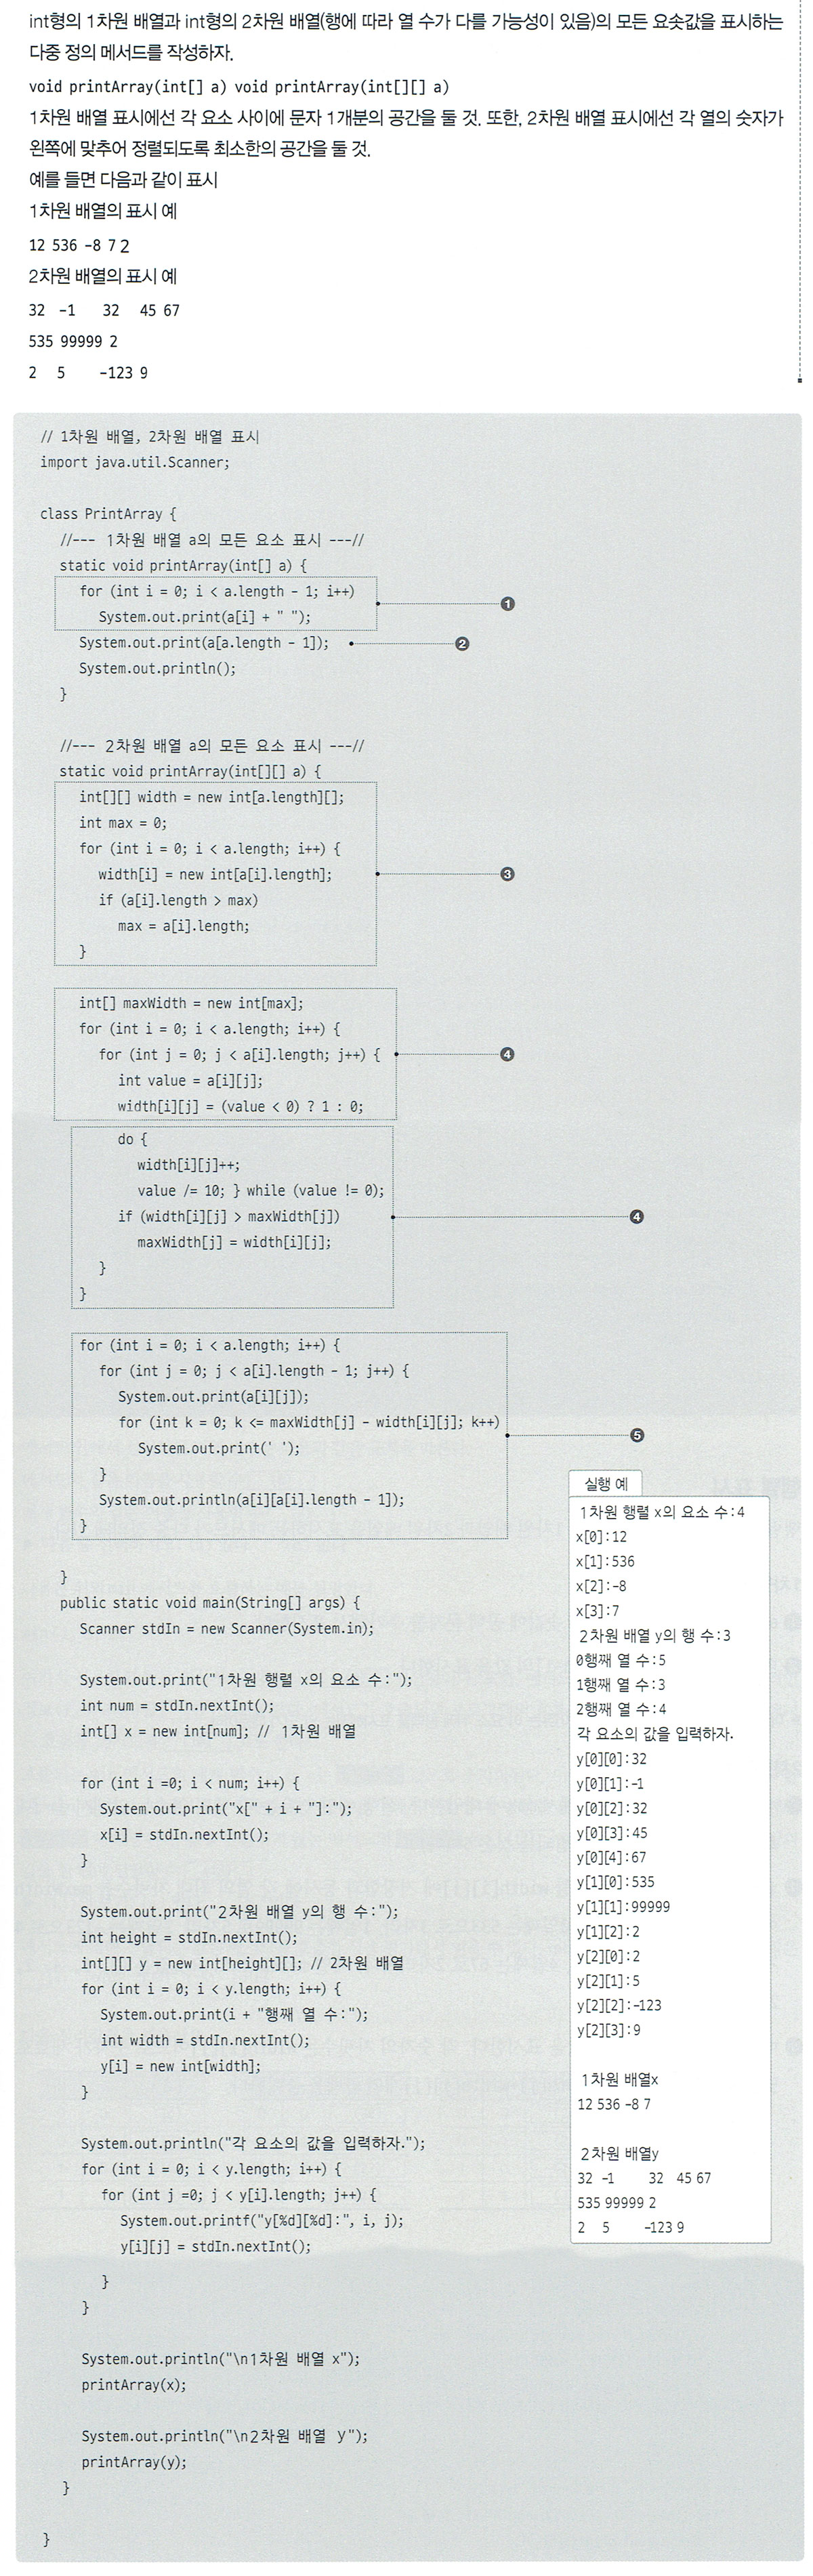 int형의 1차원 배열과 int형의 2차원 배열(행에 따라 열 수가 다를 가능성이 있음)의 모든 요솟값을 표시하는
다중 정의 메서드를 작성하자.
void printArray(int[] a) void printArray(int[][] a)
1차원 배열 표시에선 각 요소 사이에 문자 1개분의 공간을 둘 것. 또한, 2차원 배열 표시에선 각 열의 숫자가
왼쪽에 맞추어 정렬되도록 최소한의 공간을 둘 것.
예를 들면 다음과 같이 표시
1차원 배열의 표시 예
12 536 -8 7 2
2차원 배열의 표시 예
32 -1 32 45 67
535 99999 2
2 5 -123 9
// 1차원 배열, 2차원 배열 표시
import java.util.Scanner;
class PrintArray {
//--- 1차원 배열 a의 모든 요소 표시 ---//
static void printArray(int[] a) {
for (int i = 0; i < a.length - 1; i++)
System.out.print(a[i] + " ");
❶
System.out.print(a[a.length - 1]);
❷
System.out.println();
}
//--- 2차원 배열 a의 모든 요소 표시 ---//
static void printArray(int[][] a) {
int[][] width = new int[a.length][];
int max = 0;
for (int i = 0; i < a.length; i++) {
width[i] = new int[a[i].length];
❸
if (a[i].length > max)
max = a[i].length;
}
int[] maxWidth = new int[max];
for (int i = 0; i < a.length; i++) {
for (int j = 0; j < a[i].length; j++) {
❹
int value = a[i][j];
width[i][j] = (value < 0) ? 1 : 0;
do {
width[i][j]++;
value /= 10; } while (value != 0);
if (width[i][j] > maxWidth[j])
❹
maxWidth[j] = width[i][j];
}
}
for (int i = 0; i < a.length; i++) {
for (int j = 0; j < a[i].length - 1; j++) {
System.out.print(a[i][j]);
for (int k = 0; k <= maxWidth[j] - width[i][j]; k++)
❺
System.out.print(' ');
}
System.out.println(a[i][a[i].length - 1]);
}
}
public static void main(String[] args) {
Scanner stdIn = new Scanner(System.in);
System.out.print("1차원 행렬 x의 요소 수:");
int num = stdIn.nextInt();
int[] x = new int[num]; // 1차원 배열
for (int i =0; i < num; i++) {
System.out.print("x[" + i + "]:");
x[i] = stdIn.nextInt();
}
System.out.print("2차원 배열 y의 행 수:");
int height = stdIn.nextInt();
int[][] y = new int[height][]; // 2차원 배열
for (int i = 0; i < y.length; i++) {
System.out.print(i + "행째 열 수:");
int width = stdIn.nextInt();
y[i] = new int[width];
}
System.out.println("각 요소의 값을 입력하자.");
for (int i = 0; i < y.length; i++) {
for (int j =0; j < y[i].length; j++) {
System.out.printf("y[%d][%d]:", i, j);
y[i][j] = stdIn.nextInt();
}
}
System.out.println("\n1차원 배열 x");
printArray(x);
System.out.println("\n2차원 배열 y");
printArray(y);
}
}
실행 예
1차원 행렬 x의 요소 수:4
x[0]:12
x[1]:536
x[2]:-8
x[3]:7
2차원 배열 y의 행 수:3
0행째 열 수:5
1행째 열 수:3
2행째 열 수:4
각 요소의 값을 입력하자.
y[0][0]:32
y[0][1]:-1
y[0][2]:32
y[0][3]:45
y[0][4]:67
y[1][0]:535
y[1][1]:99999
y[1][2]:2
y[2][0]:2
y[2][1]:5
y[2][2]:-123
y[2][3]:9
1차원 배열x
12 536 -8 7
2차원 배열y
32 -1 32 45 67
535 99999 2
2 5 -123 9